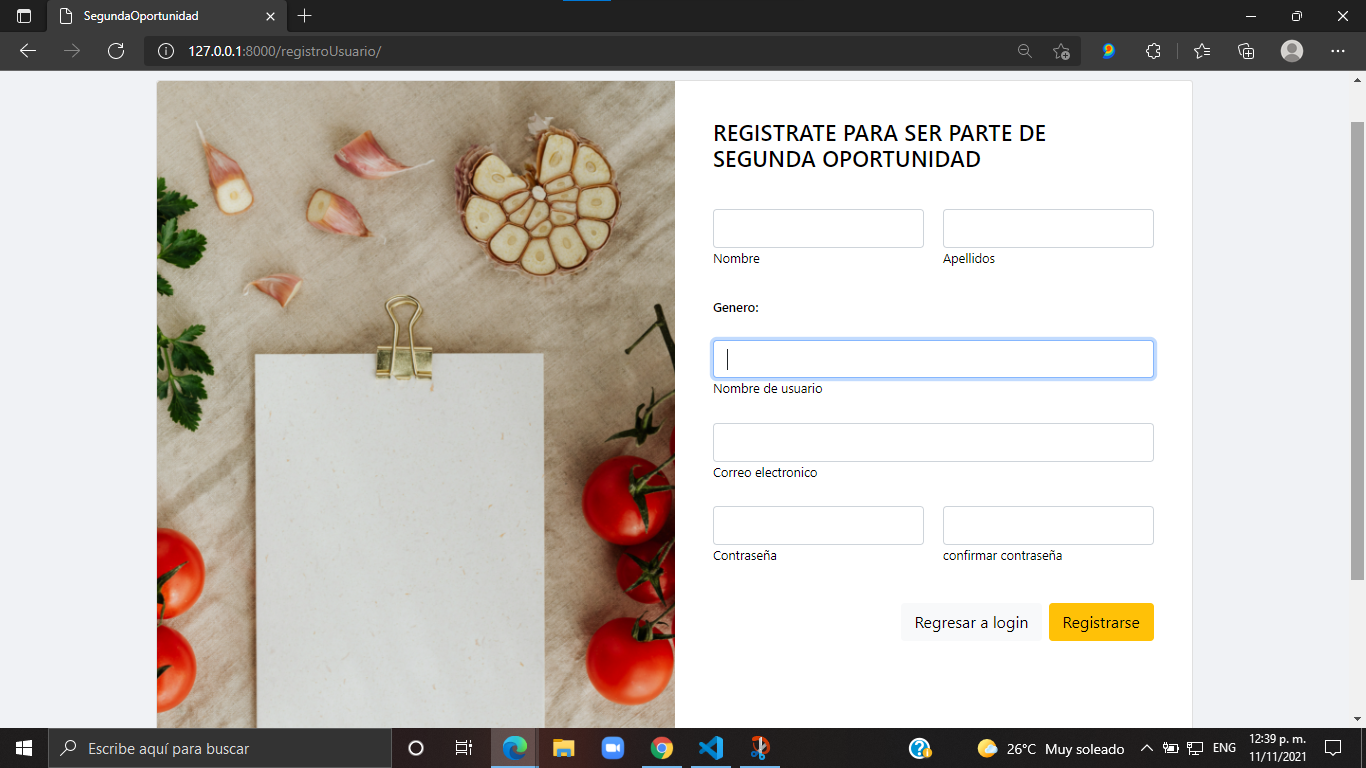 SegundaOportunidad
127.0.0.1:8000/registroUsuario/
REGISTRATE PARA SER PARTE DE
SEGUNDA OPORTUNIDAD
Nombre
Apellidos
Genero:
Nombre de usuario
Correo electronico
Contraseña
confirmar contraseña
Regresar a login
Registrarse
Escribe aquí para buscar
26°C Muy soleado
ENG
12:39 p. m.
11/11/2021